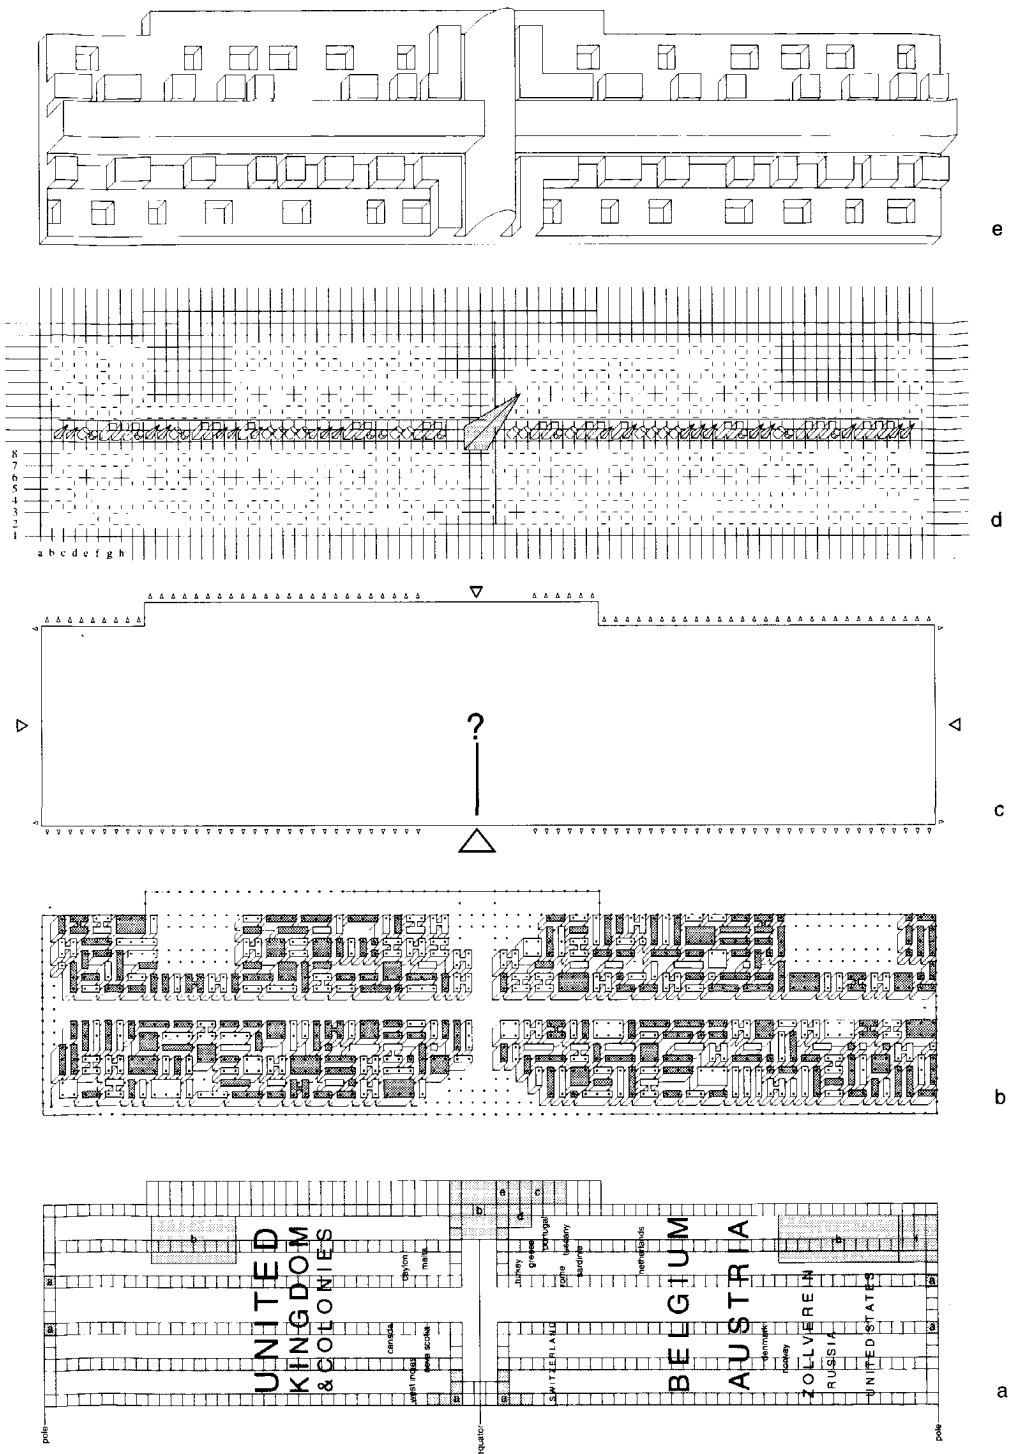 e
8
7
6
5
4
3
2
1
a b c d e f g h
d
?
c
b
e c
b
d
UNITED
KINGDOM
& COLONIES
ceylon
malta
canada
west indies
nova scotia
turkey
greece
portugal
tuscany
rome
sardinia
netherlands
SWITZERLAND
BELGIUM
AUSTRIA
denmark
norway
ZOLLVEREIN
RUSSIA
UNITED STATES
a
pole
equator
pole